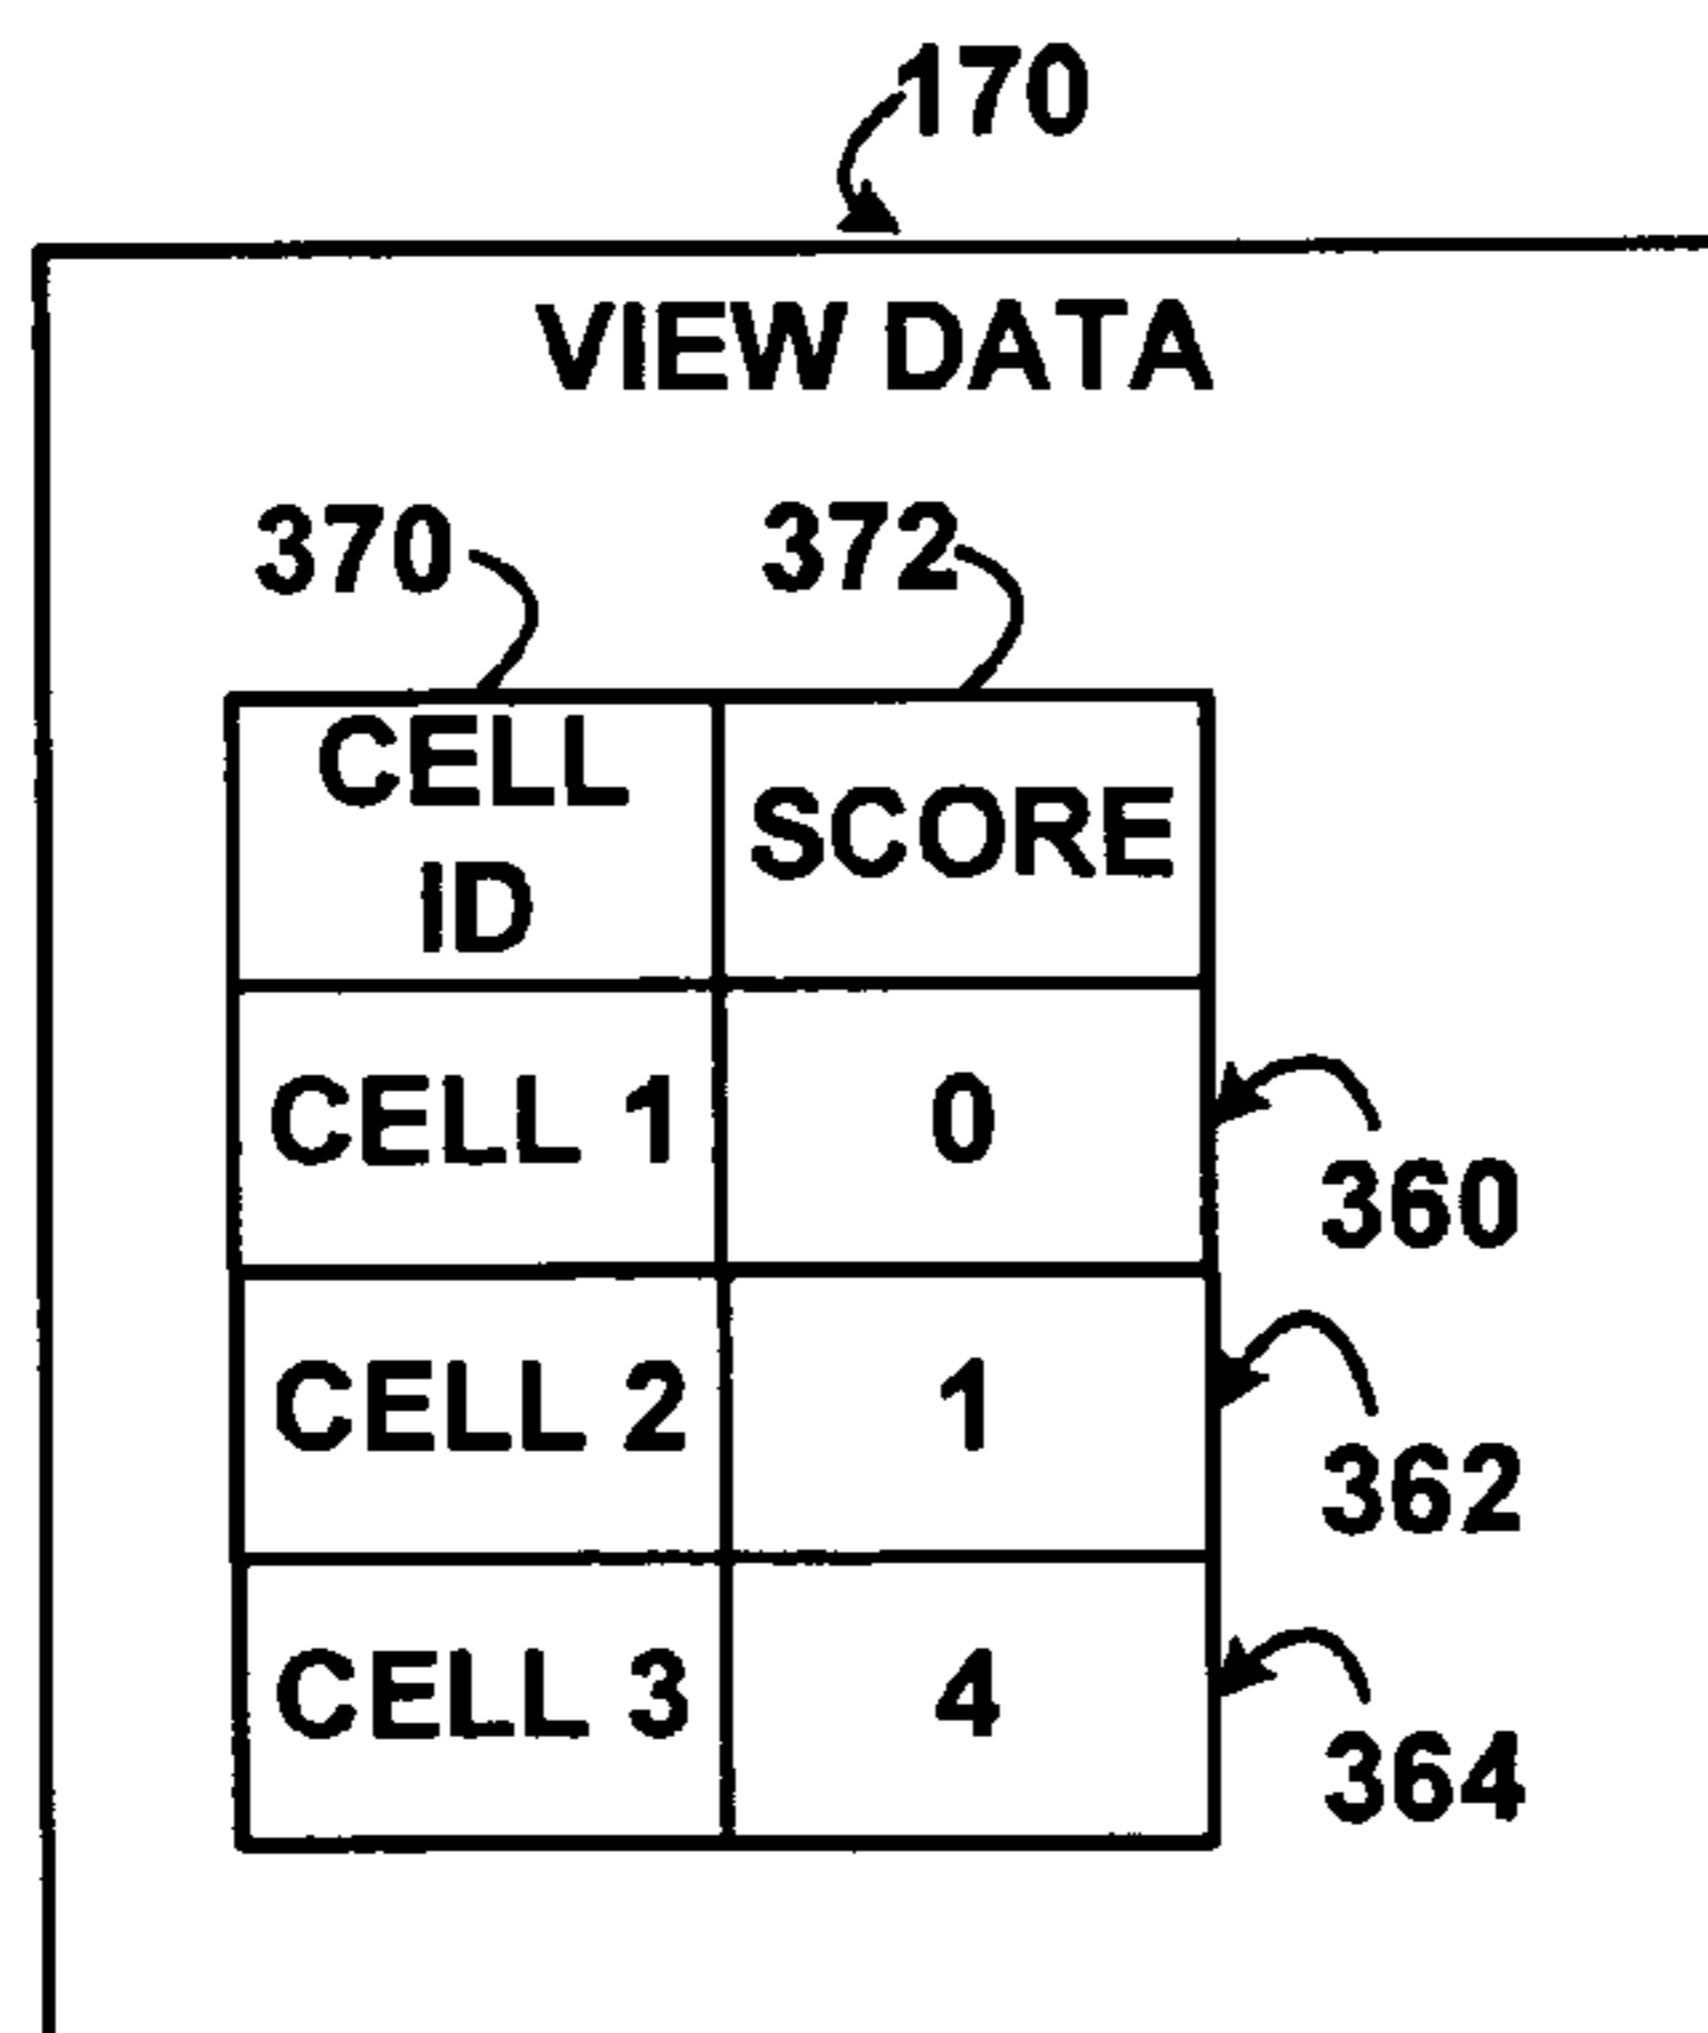 170
VIEW DATA
370 372
CELL ID SCORE
CELL 1 0
360
CELL 2 1
362
CELL 3 4
364